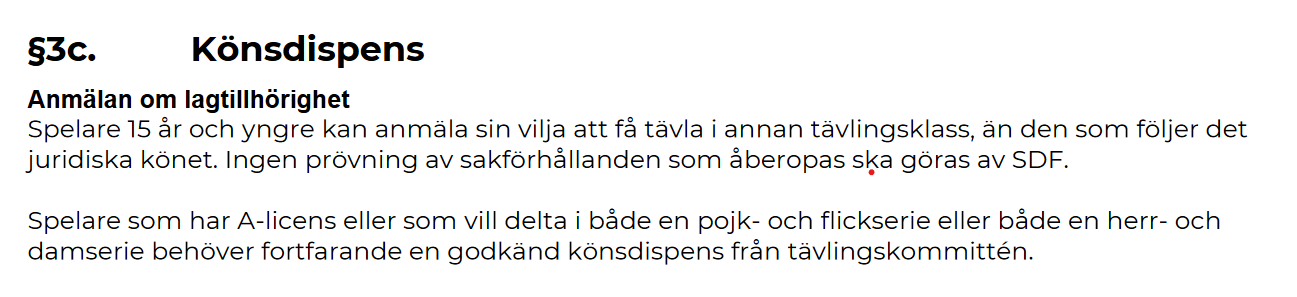 §3c. Könsdispens
Anmälan om lagtillhörighet
Spelare 15 år och yngre kan anmäla sin vilja att få tävla i annan tävlingsklass, än den som följer det
juridiska könet. Ingen prövning av sakförhållanden som åberopas ska göras av SDF.
Spelare som har A-licens eller som vill delta i både en pojk- och flickserie eller både en herr- och
damserie behöver fortfarande en godkänd könsdispens från tävlingskommittén.